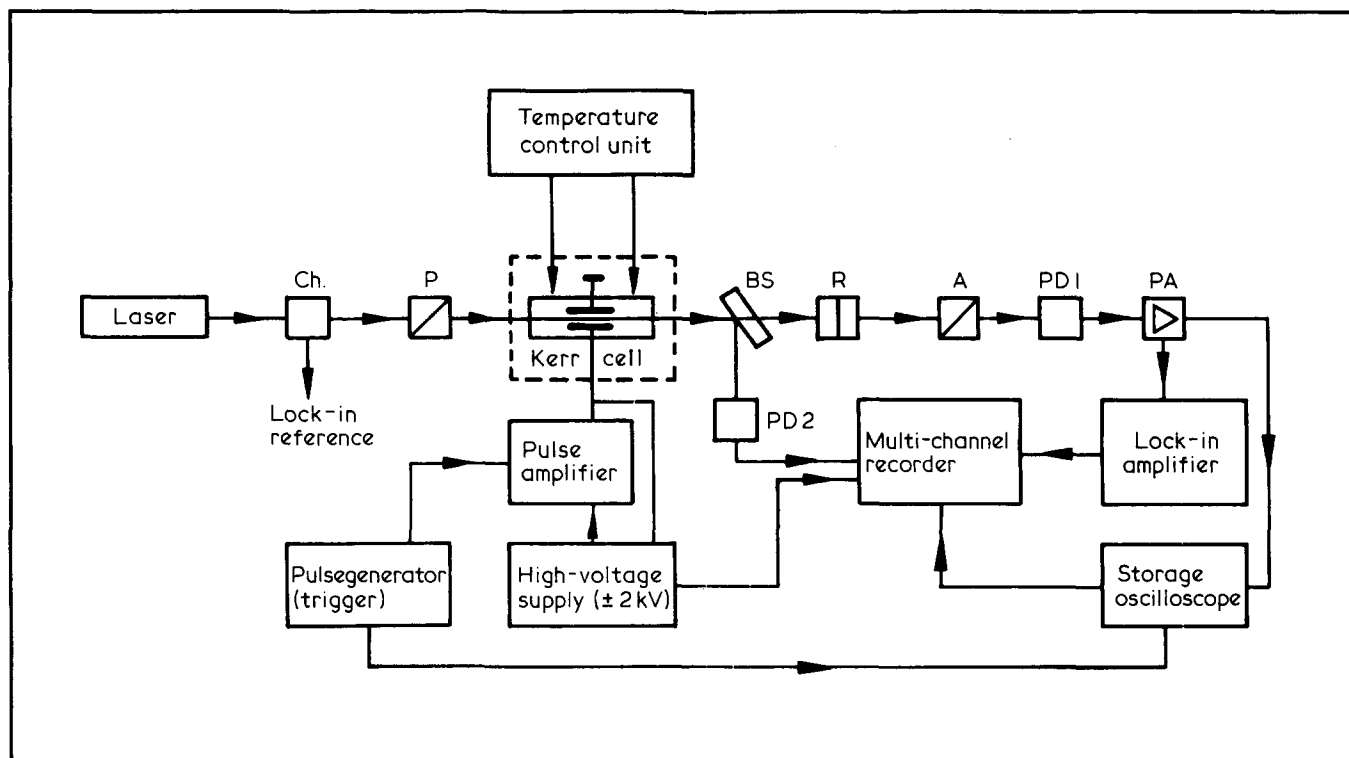 Temperature
control unit
Ch.
P
BS
R
A
PD1
PA
Laser
Kerr cell
Lock-in
reference
PD2
Pulse
amplifier
Multi-channel
recorder
Lock-in
amplifier
Pulsegenerator
(trigger)
High-voltage
supply (± 2kV)
Storage
oscilloscope